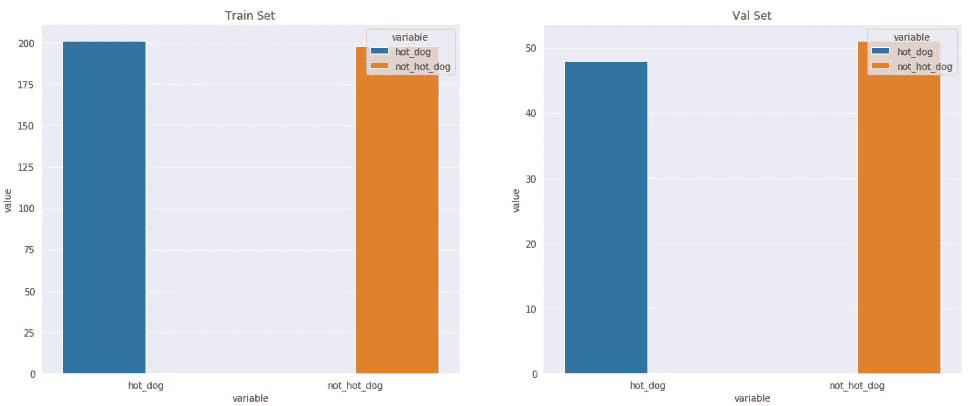 Train Set
variable
hot_dog
not_hot_dog
200
175
150
125
100
75
50
25
0
value
hot_dog
not_hot_dog
variable
Val Set
variable
hot_dog
not_hot_dog
50
40
30
20
10
0
value
hot_dog
not_hot_dog
variable